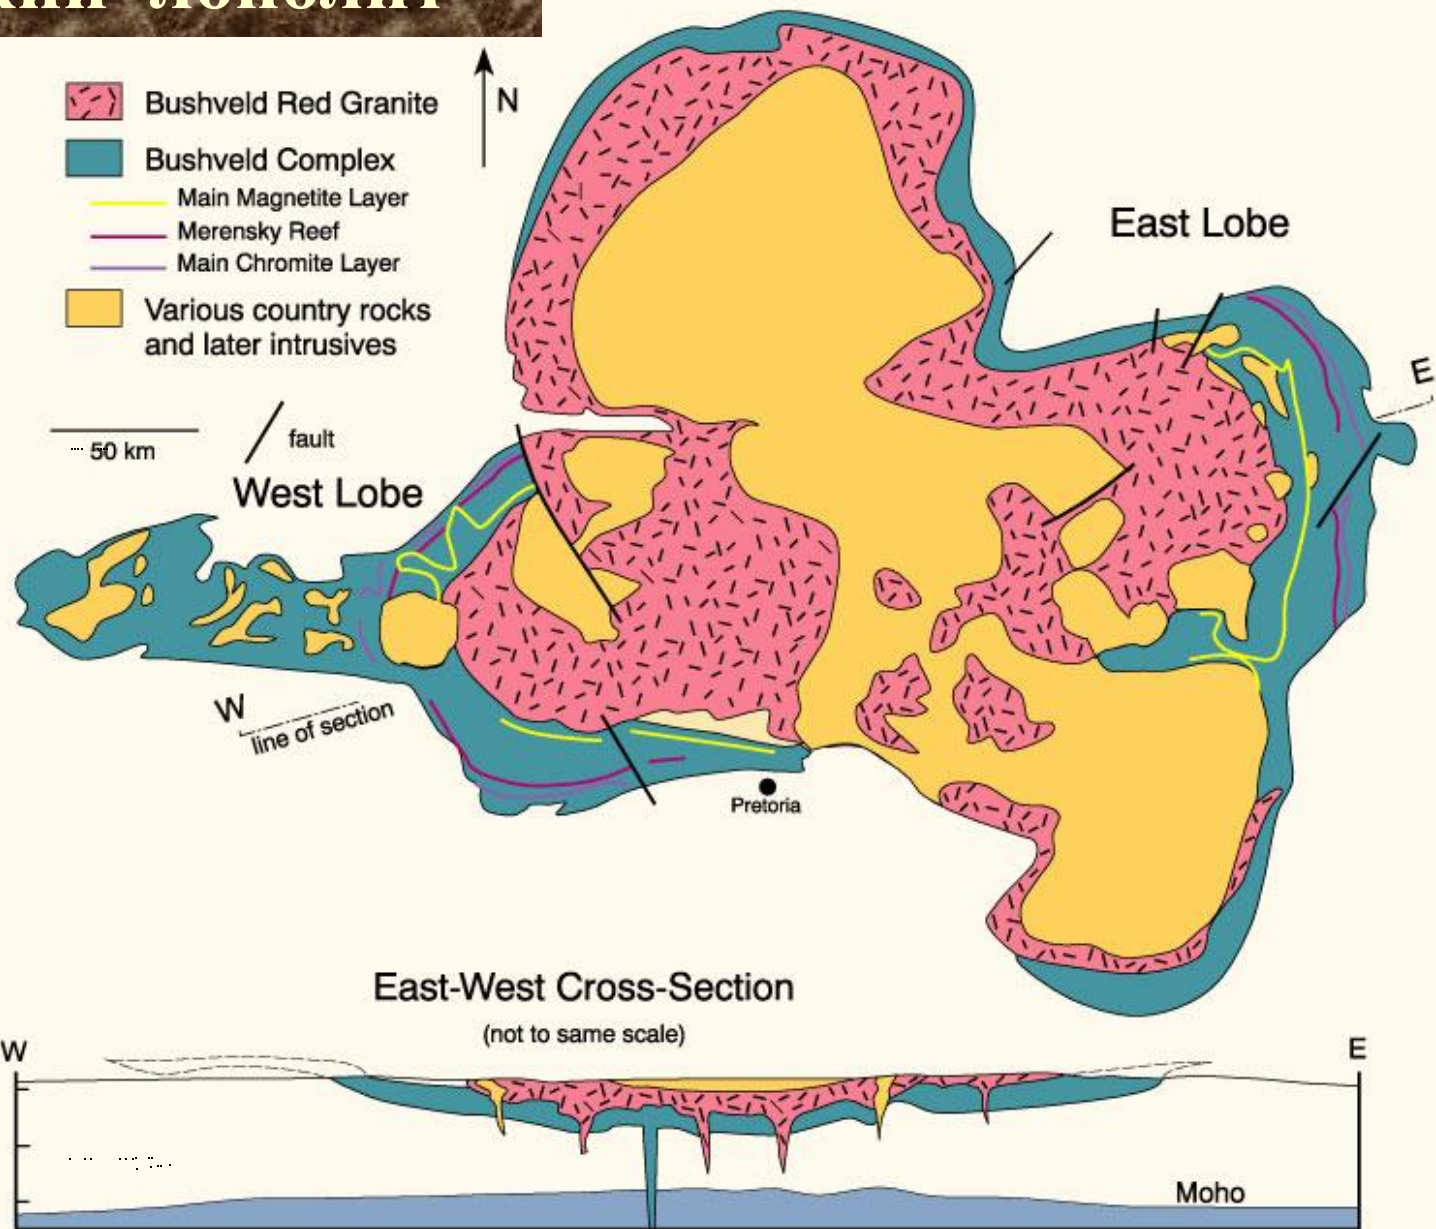 лополит
Bushveld Red Granite
N
Bushveld Complex
Main Magnetite Layer
Merensky Reef
Main Chromite Layer
Various country rocks
and later intrusives
East Lobe
E
50 km
fault
West Lobe
W
line of section
Pretoria
East-West Cross-Section
(not to same scale)
W
E
Moho